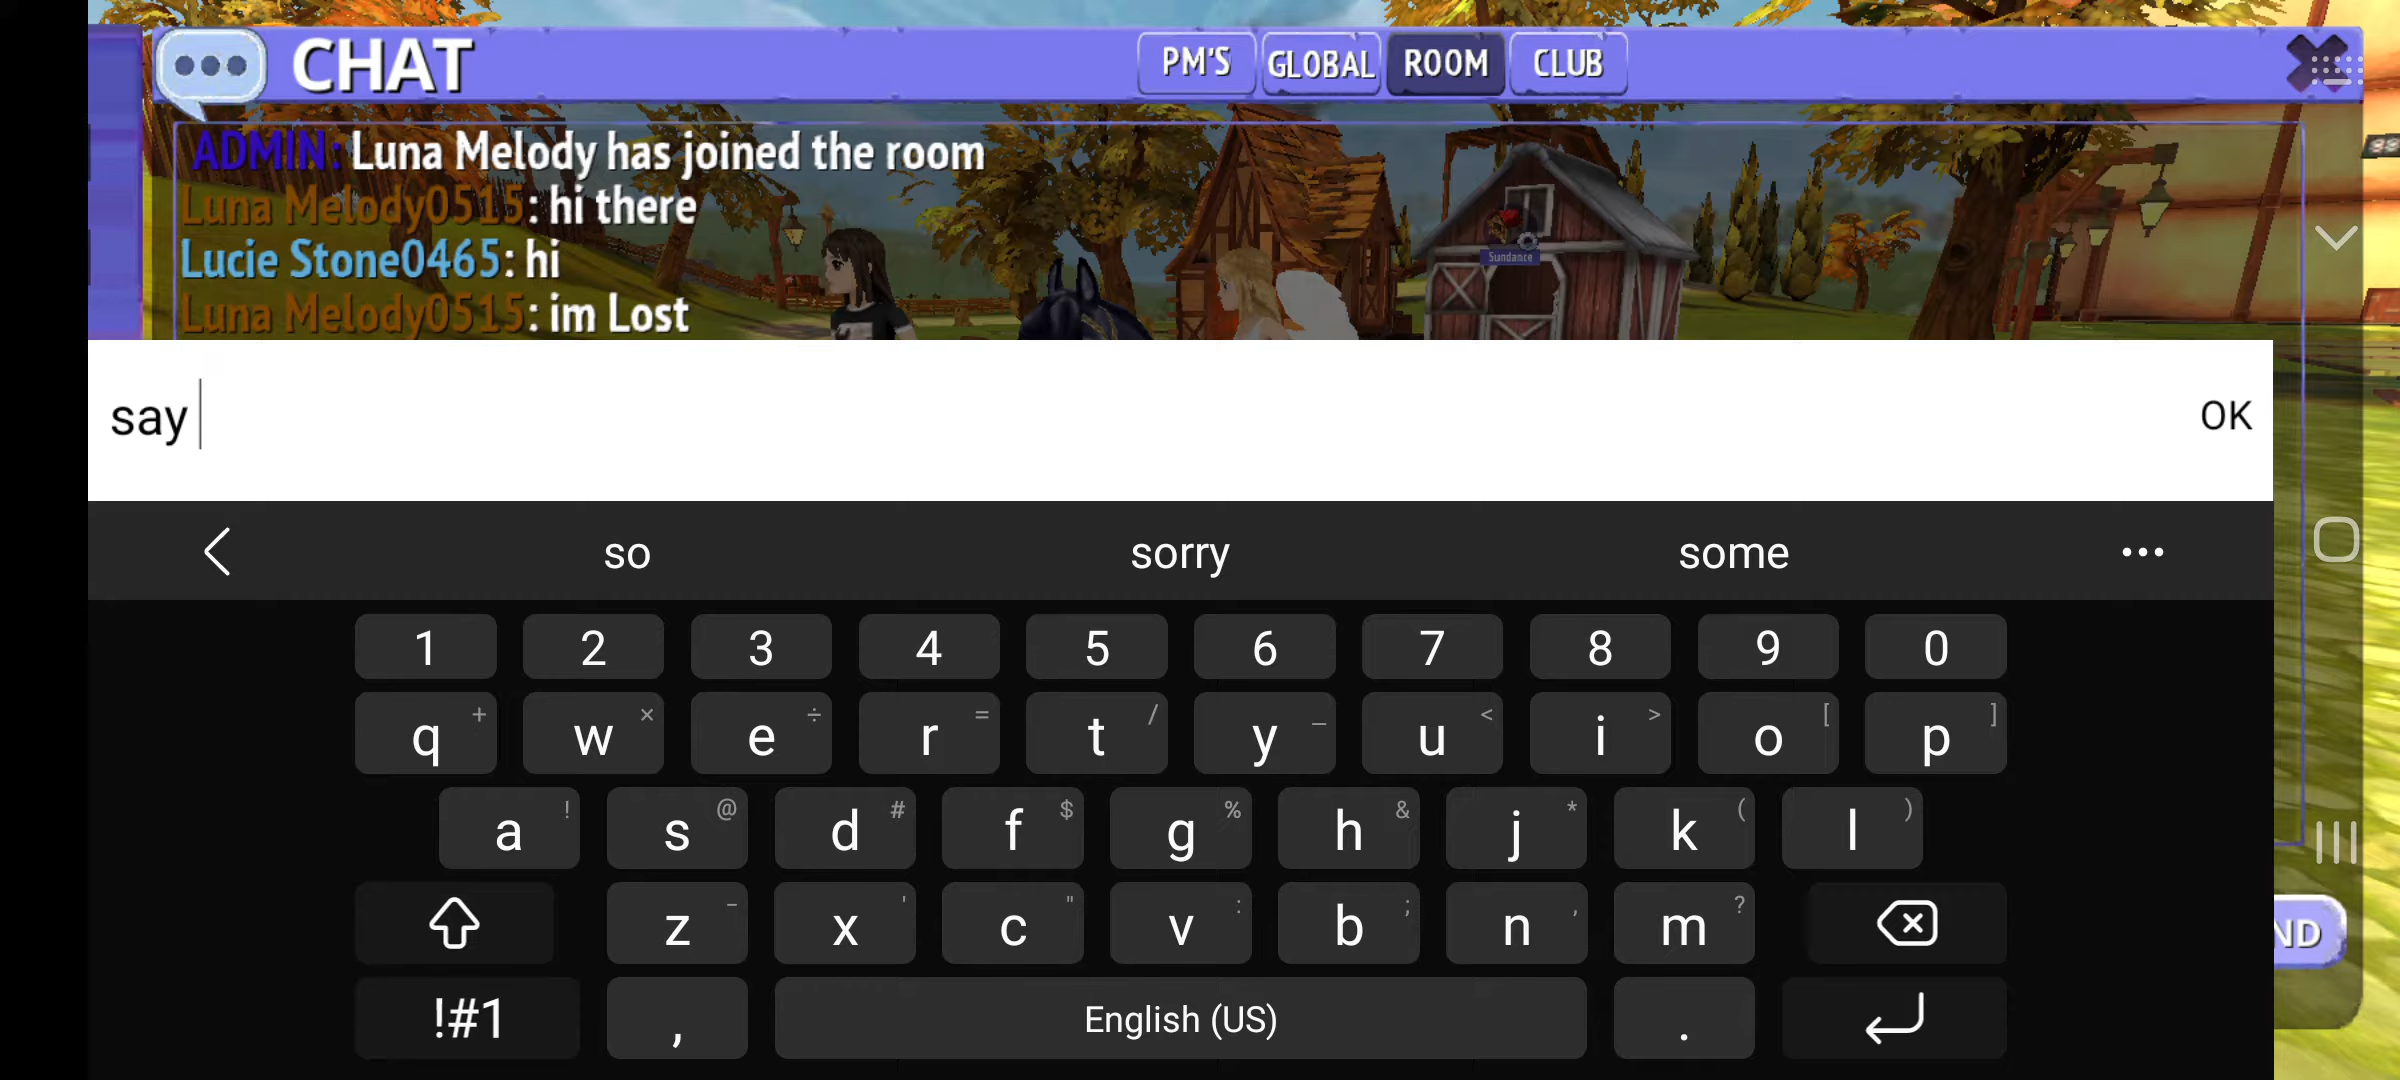 CHAT
PM'S GLOBAL ROOM CLUB
ADMIN: Luna Melody has joined the room
Luna Melody0515: hi there
Lucie Stone0465: hi
Luna Melody0515: im Lost
Sundance
say
OK
so sorry some
1 2 3 4 5 6 7 8 9 0
q + w × e ÷ r = t / y _ u < i > o [ p ]
a ! s @ d # f $ g % h & j * k ( l )
z - x ' c " v : b ; n , m ?
ND
!#1 , English (US) .